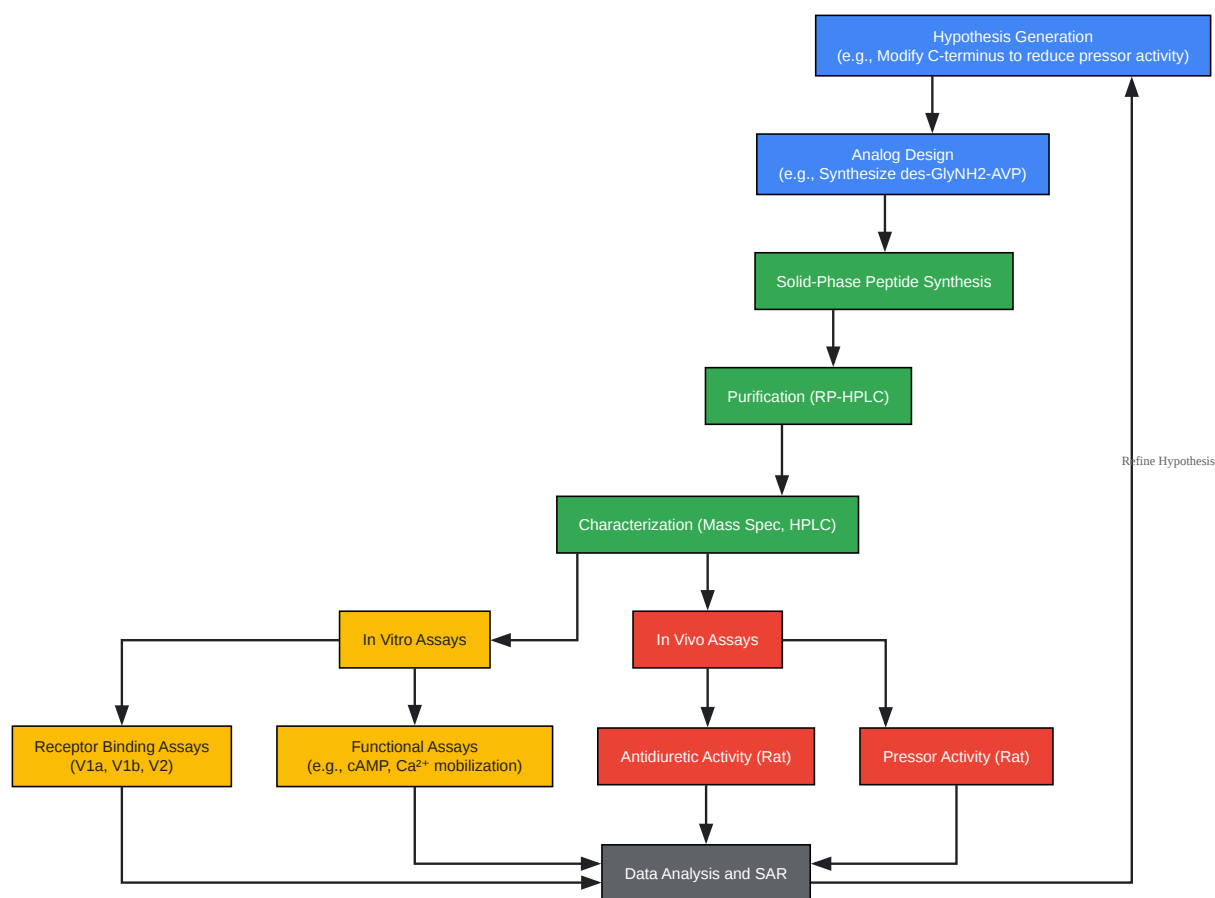 Hypothesis Generation
(e.g., Modify C-terminus to reduce pressor activity)
Analog Design
(e.g., Synthesize des-GlyNH2-AVP)
Solid-Phase Peptide Synthesis
Purification (RP-HPLC)
Refine Hypothesis
Characterization (Mass Spec, HPLC)
In Vitro Assays
In Vivo Assays
Receptor Binding Assays
(V1a, V1b, V2)
Functional Assays
(e.g., cAMP, Ca²⁺ mobilization)
Antidiuretic Activity (Rat)
Pressor Activity (Rat)
Data Analysis and SAR